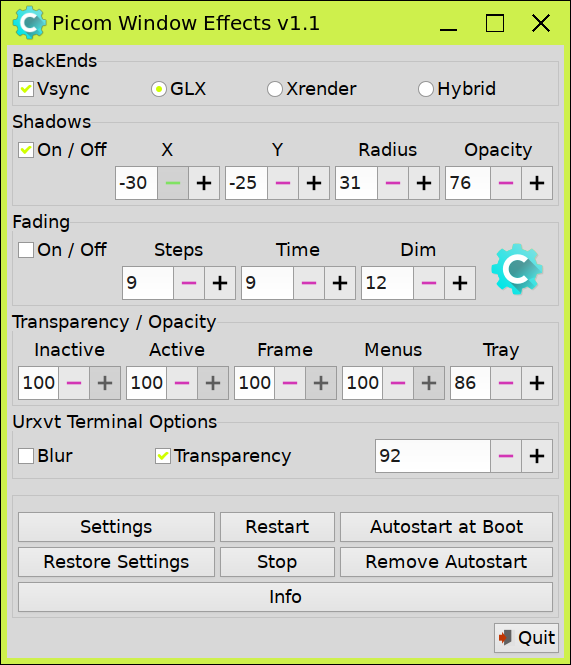 Picom Window Effects v1.1
BackEnds
Vsync GLX Xrender Hybrid
Shadows
On / Off X Y Radius Opacity
-30 -25 31 76
Fading
On / Off Steps Time Dim
9 9 12
Transparency / Opacity
Inactive Active Frame Menus Tray
100 100 100 100 86
Urxvt Terminal Options
Blur Transparency 92
Settings Restart Autostart at Boot
Restore Settings Stop Remove Autostart
Info
Quit